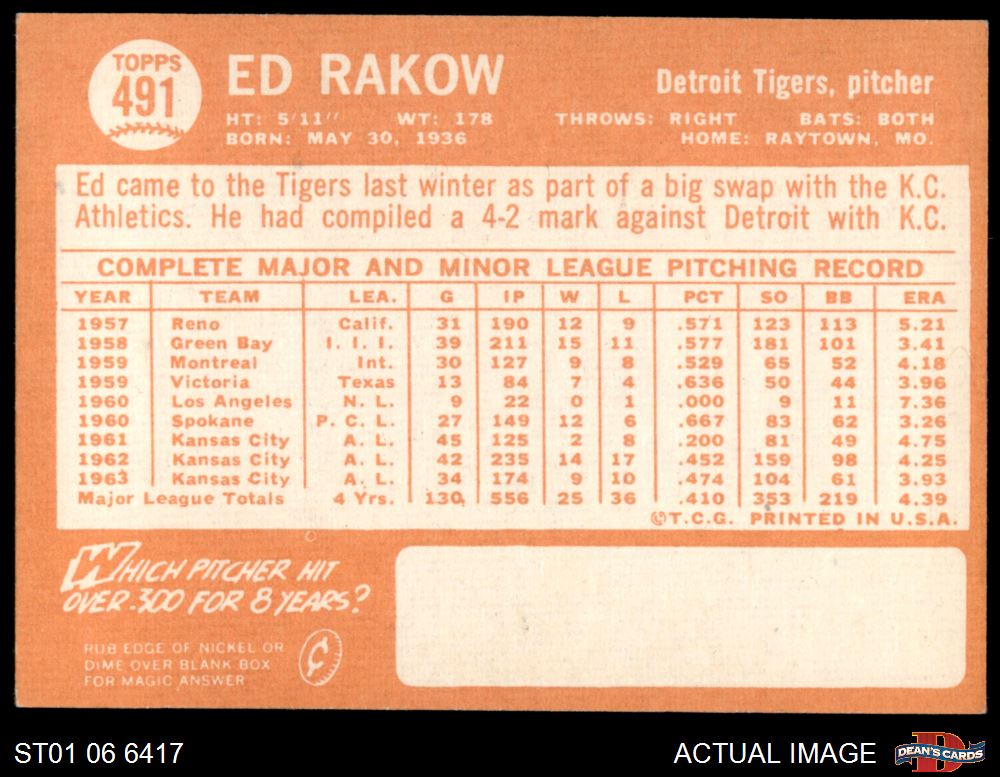 TOPPS
491
ED RAKOW
Detroit Tigers, pitcher
HT: 5'11" WT: 178 THROWS: RIGHT BATS: BOTH
BORN: MAY 30, 1936 HOME: RAYTOWN, MO.
Ed came to the Tigers last winter as part of a big swap with the K.C.
Athletics. He had compiled a 4-2 mark against Detroit with K.C.
COMPLETE MAJOR AND MINOR LEAGUE PITCHING RECORD
YEAR TEAM LEA. G IP W L PCT SO BB ERA
1957 Reno Calif. 31 190 12 9 .571 123 113 5.21
1958 Green Bay I. I. I. 39 211 15 11 .577 181 101 3.41
1959 Montreal Int. 30 127 9 8 .529 65 52 4.18
1959 Victoria Texas 13 84 7 4 .636 50 44 3.96
1960 Los Angeles N. L. 9 22 0 1 .000 9 11 7.36
1960 Spokane P. C. L. 27 149 12 6 .667 83 62 3.26
1961 Kansas City A. L. 45 125 2 8 .200 81 49 4.75
1962 Kansas City A. L. 42 235 14 17 .452 159 98 4.25
1963 Kansas City A. L. 34 174 9 10 .474 104 61 3.93
Major League Totals 4 Yrs. 130 556 25 36 .410 353 219 4.39
©T.C.G. PRINTED IN U.S.A.
WHICH PITCHER HIT
OVER .300 FOR 8 YEARS?
RUB EDGE OF NICKEL OR
DIME OVER BLANK BOX
FOR MAGIC ANSWER
¢
ST01 06 6417
ACTUAL IMAGE
D
DEAN'S CARDS